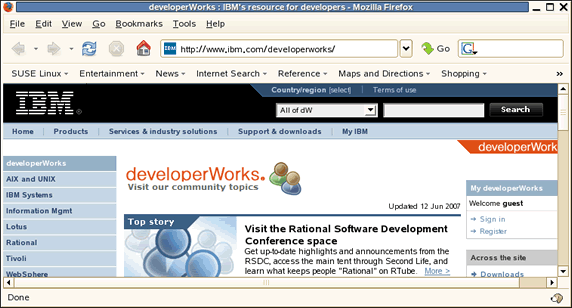 developerWorks : IBM's resource for developers - Mozilla Firefox
File Edit View Go Bookmarks Tools Help
IBM http://www.ibm.com/developerworks/ Go G
SUSE Linux Entertainment News Internet Search Reference Maps and Directions Shopping
Country/region [select] Terms of use
IBM®
All of dW Search
Home Products Services & industry solutions Support & downloads My IBM
developerWork
developerWorks
AIX and UNIX
IBM Systems
Information Mgmt
Lotus
Rational
Tivoli
WebSphere
developerWorks.
Visit our community topics
Updated 12 Jun 2007
Top story
Visit the Rational Software Development
Conference space
Get up-to-date highlights and announcements from the
RSDC, access the main tent through Second Life, and
learn what keeps people "Rational" on RTube. More >
My developerWorks
Welcome guest
Sign in
Register
Across the site
Downloads
Done